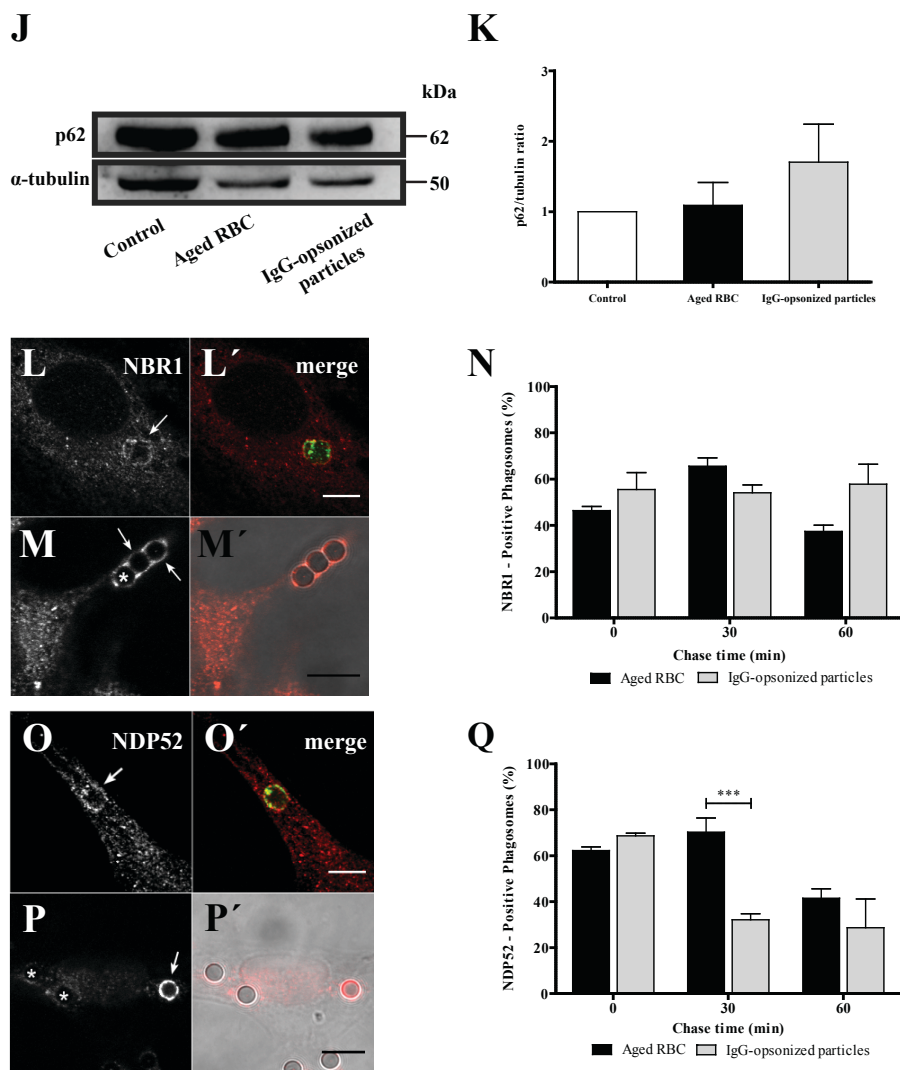 J
kDa
p62
62
α-tubulin
50
Control
Aged RBC
IgG-opsonized
particles
K
3
2
1
0
p62/tubulin ratio
Control
Aged RBC
IgG-opsonized particles
L
NBR1
L´
merge
M
*
M´
N
100
80
60
40
20
0
NBR1 - Positive Phagosomes (%)
0
30
60
Chase time (min)
Aged RBC
IgG-opsonized particles
O
NDP52
O´
merge
P
*
*
P´
Q
100
80
60
40
20
0
NDP52 - Positive Phagosomes (%)
***
0
30
60
Chase time (min)
Aged RBC
IgG-opsonized particles